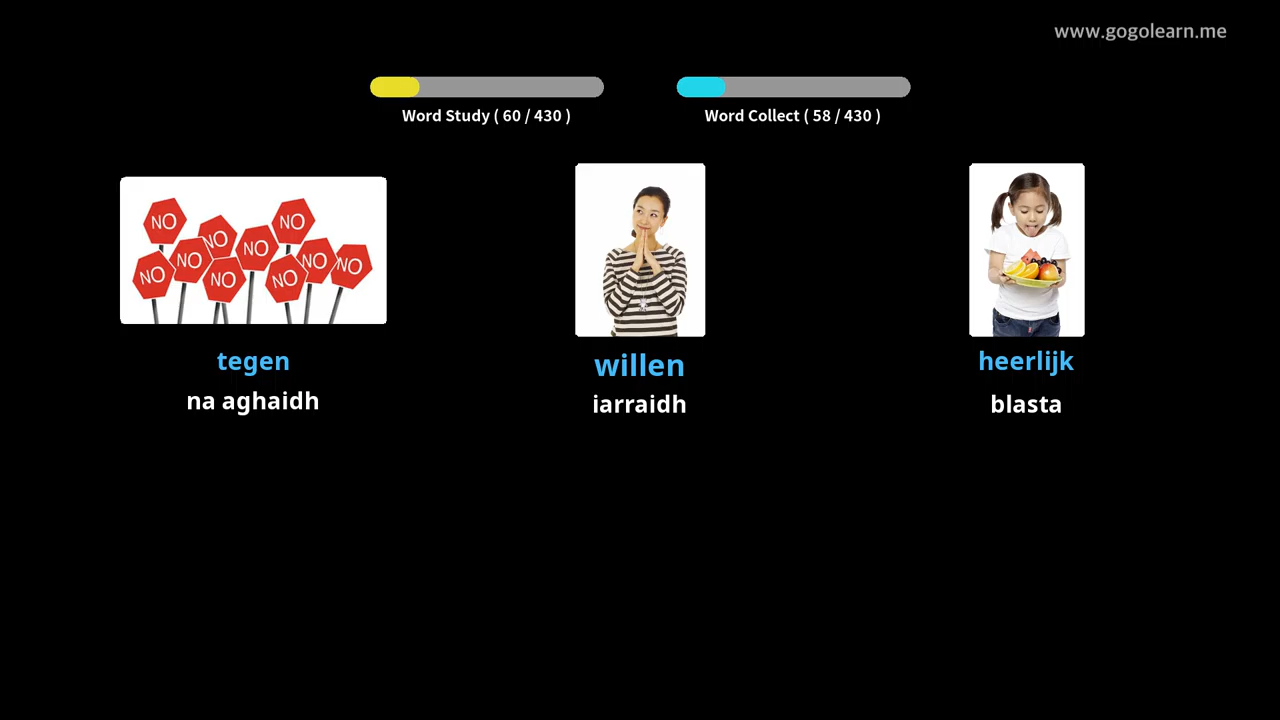 www.gogolearn.me
Word Study ( 60 / 430 )
Word Collect ( 58 / 430 )
NO
NO
NO
NO
NO
NO
NO
NO
NO
NO
tegen
willen
heerlijk
na aghaidh
iarraidh
blasta